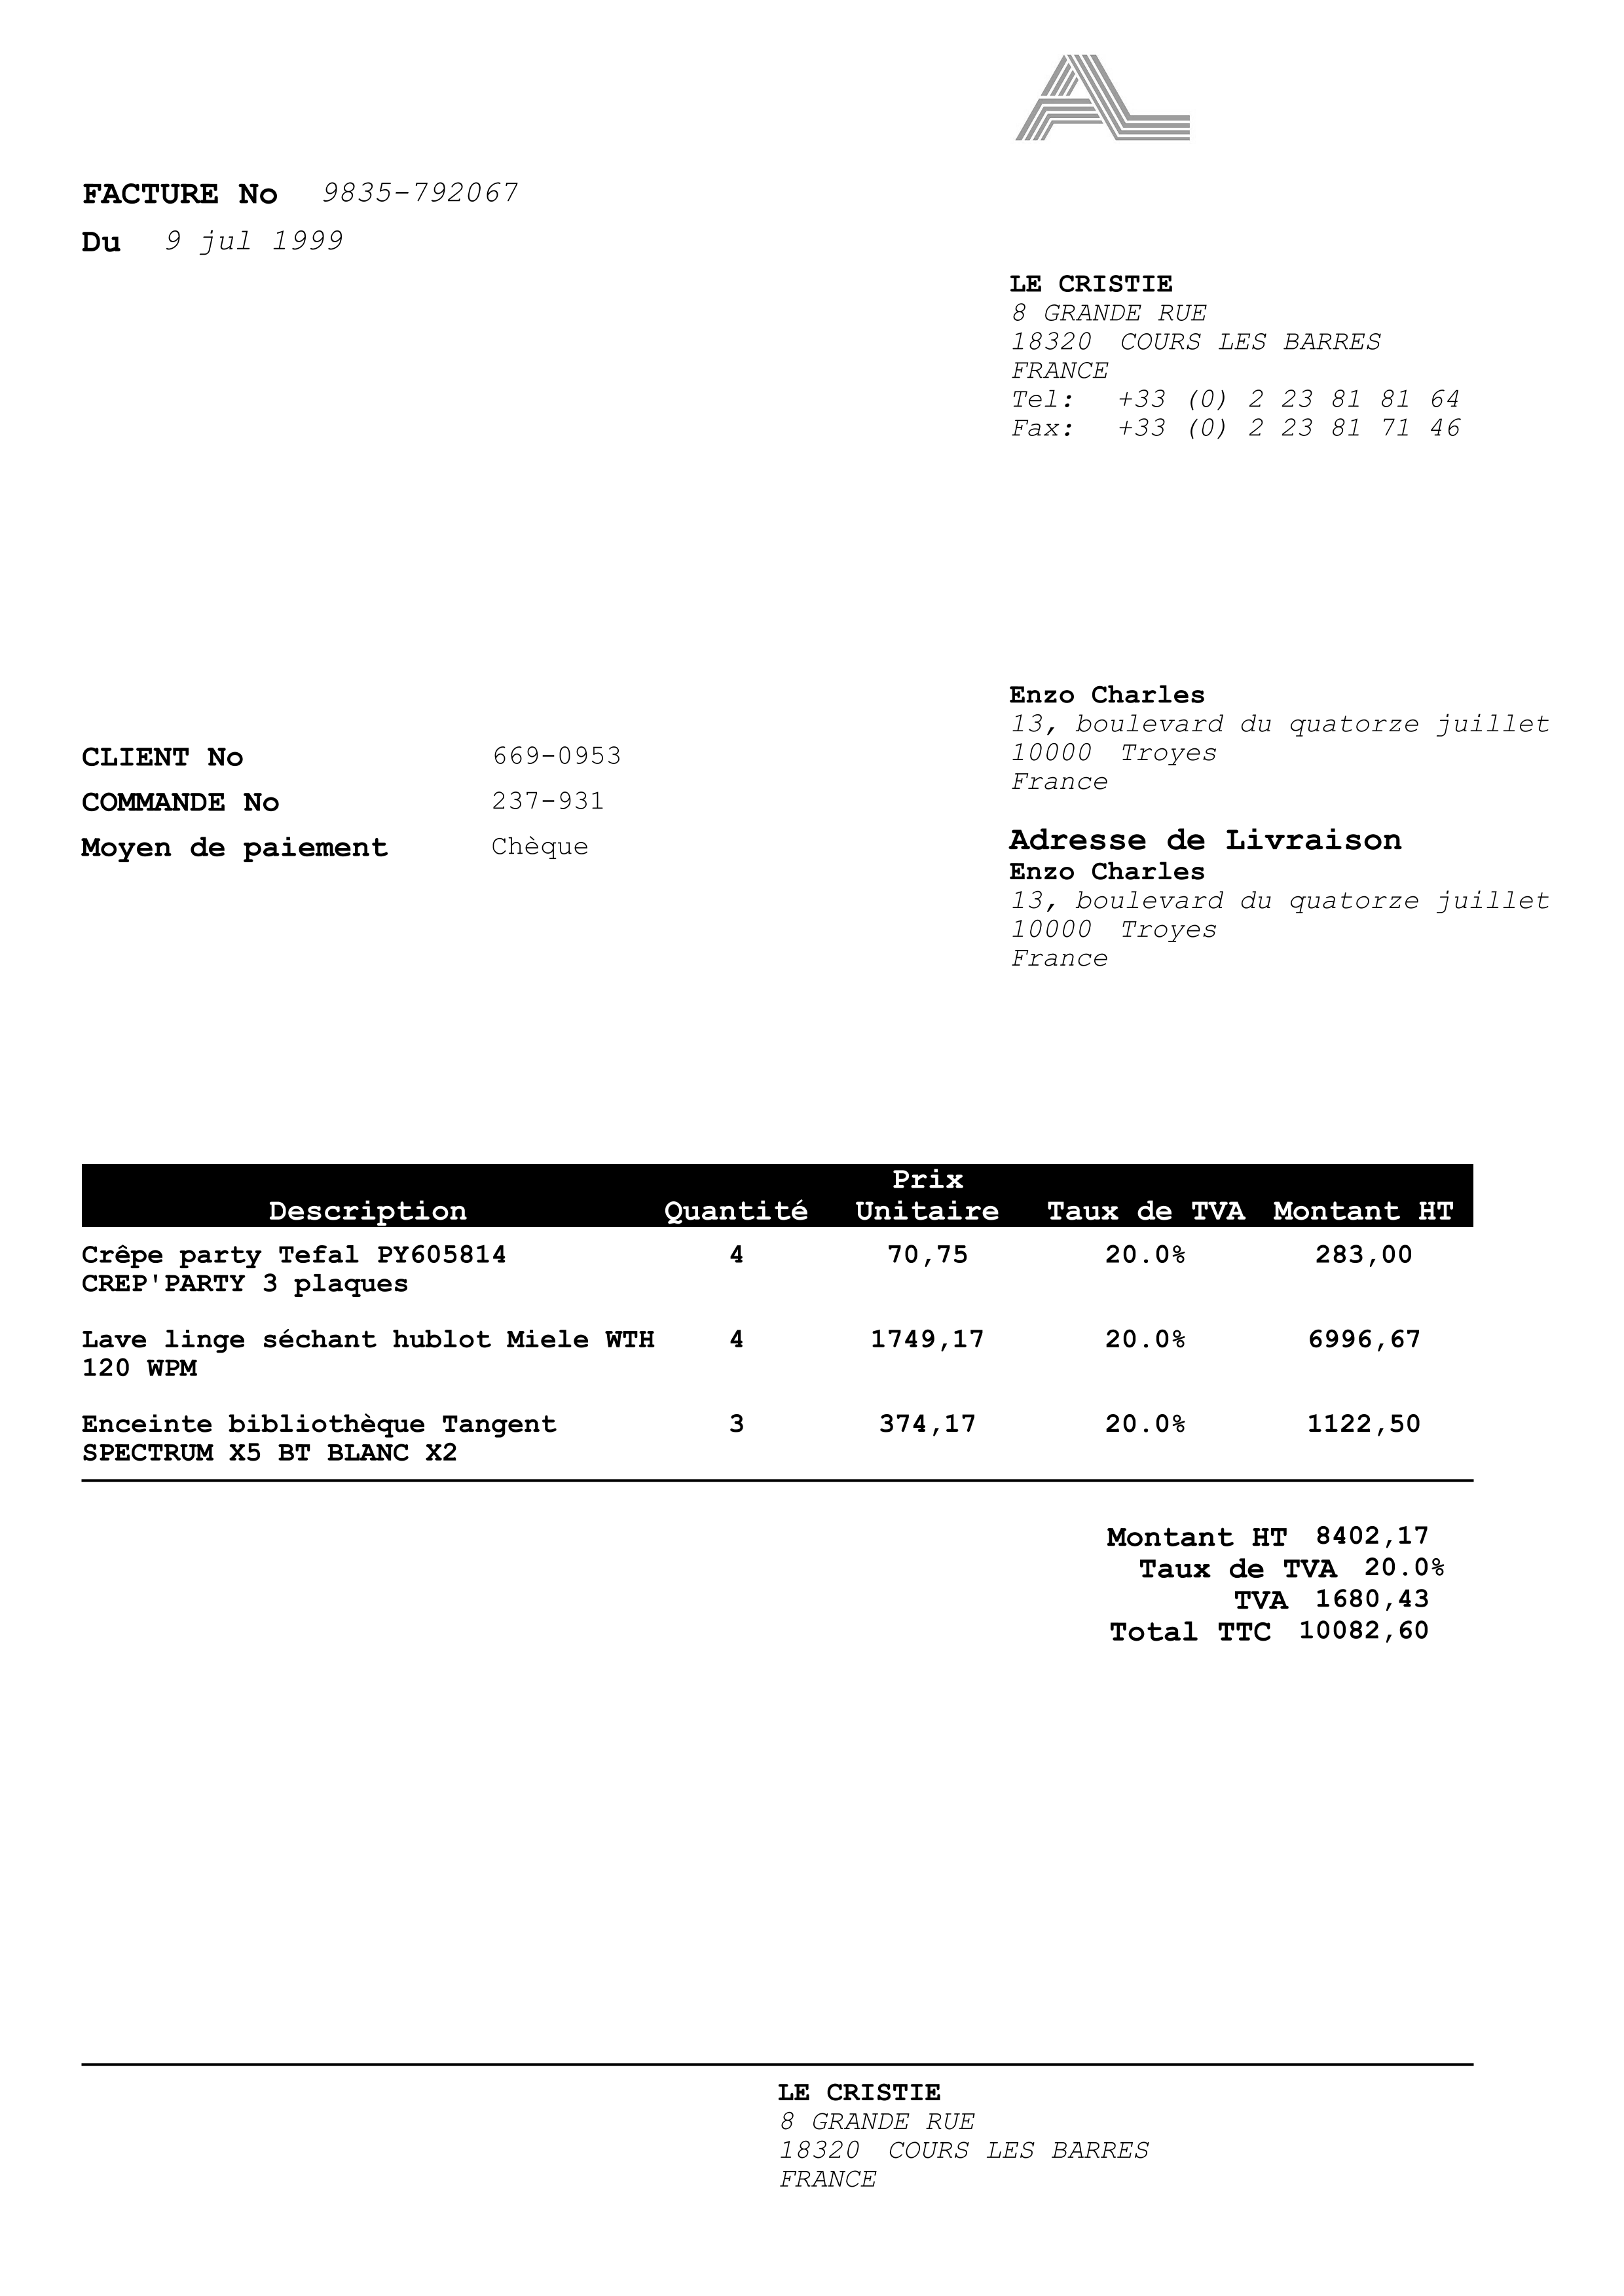 AL
FACTURE No 9835-792067
Du 9 jul 1999
LE CRISTIE
8 GRANDE RUE
18320 COURS LES BARRES
FRANCE
Tel: +33 (0) 2 23 81 81 64
Fax: +33 (0) 2 23 81 71 46
Enzo Charles
13, boulevard du quatorze juillet
10000 Troyes
France
CLIENT No 669-0953
COMMANDE No 237-931
Moyen de paiement Chèque
Adresse de Livraison
Enzo Charles
13, boulevard du quatorze juillet
10000 Troyes
France
Prix
Description Quantité Unitaire Taux de TVA Montant HT
Crêpe party Tefal PY605814 4 70,75 20.0% 283,00
CREP'PARTY 3 plaques
Lave linge séchant hublot Miele WTH 4 1749,17 20.0% 6996,67
120 WPM
Enceinte bibliothèque Tangent 3 374,17 20.0% 1122,50
SPECTRUM X5 BT BLANC X2
Montant HT 8402,17
Taux de TVA 20.0%
TVA 1680,43
Total TTC 10082,60
LE CRISTIE
8 GRANDE RUE
18320 COURS LES BARRES
FRANCE